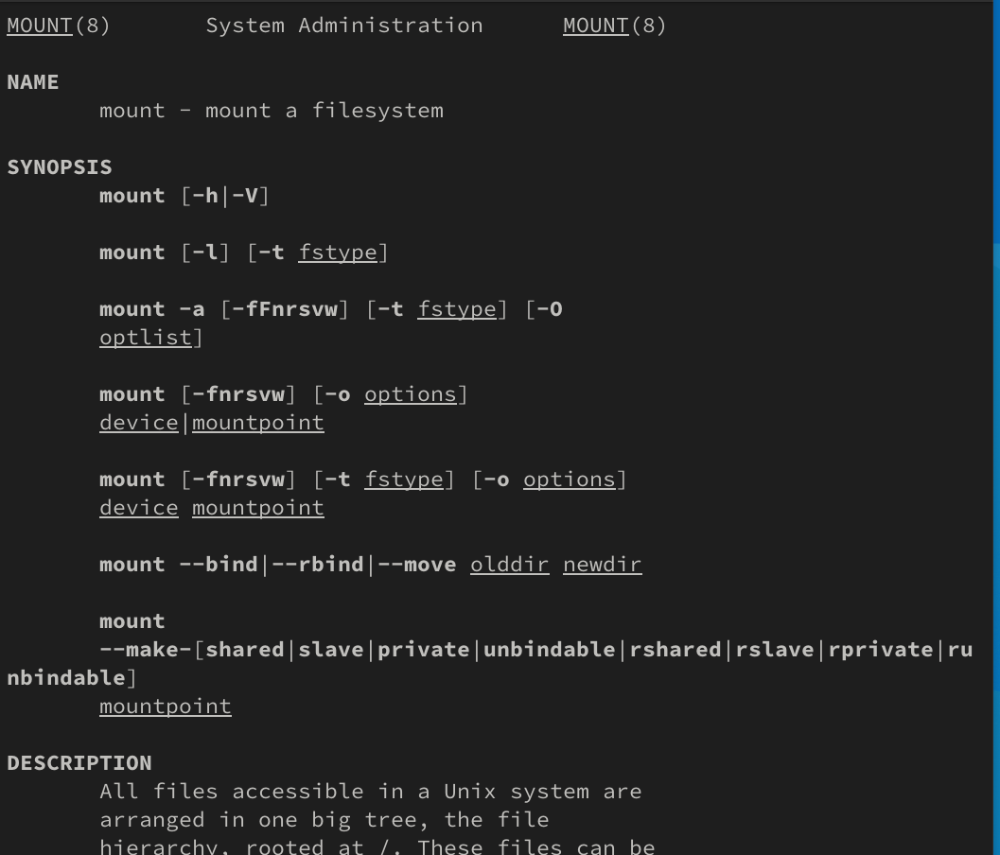 MOUNT(8) System Administration MOUNT(8)
NAME
mount - mount a filesystem
SYNOPSIS
mount [-h|-V]
mount [-l] [-t fstype]
mount -a [-fFnrsvw] [-t fstype] [-O
optlist]
mount [-fnrsvw] [-o options]
device|mountpoint
mount [-fnrsvw] [-t fstype] [-o options]
device mountpoint
mount --bind|--rbind|--move olddir newdir
mount
--make-[shared|slave|private|unbindable|rshared|rslave|rprivate|ru
nbindable]
mountpoint
DESCRIPTION
All files accessible in a Unix system are
arranged in one big tree, the file
hierarchy, rooted at /. These files can be